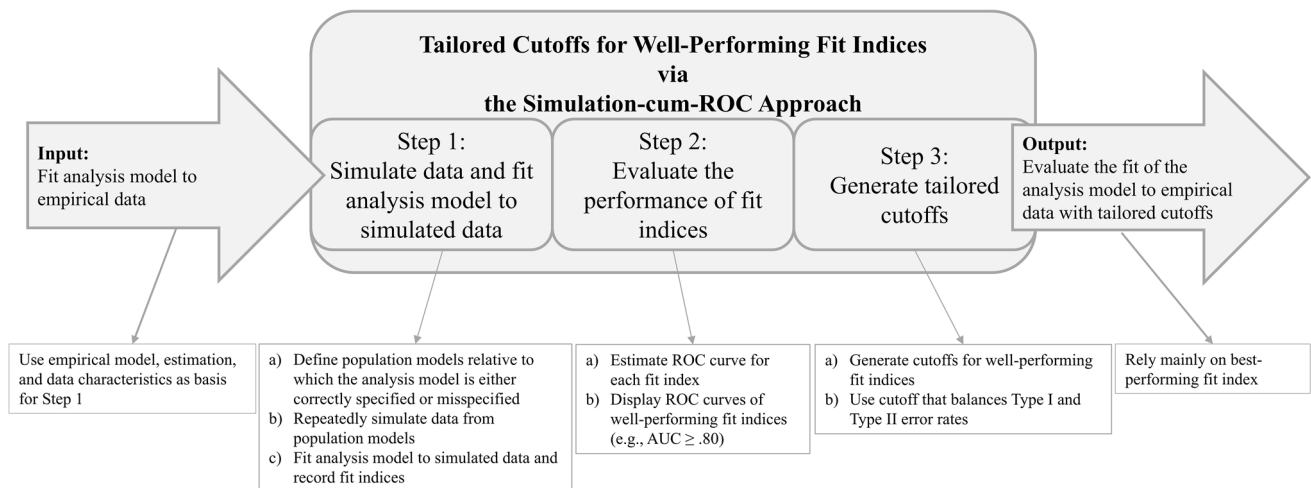 Tailored Cutoffs for Well-Performing Fit Indices
via
the Simulation-cum-ROC Approach
Input:
Fit analysis model to
empirical data
Step 1:
Simulate data and fit
analysis model to
simulated data
Step 2:
Evaluate the
performance of fit
indices
Step 3:
Generate tailored
cutoffs
Output:
Evaluate the fit of the
analysis model to empirical
data with tailored cutoffs
Use empirical model, estimation,
and data characteristics as basis
for Step 1
a) Define population models relative to
which the analysis model is either
correctly specified or misspecified
b) Repeatedly simulate data from
population models
c) Fit analysis model to simulated data and
record fit indices
a) Estimate ROC curve for
each fit index
b) Display ROC curves of
well-performing fit indices
(e.g., AUC ≥ .80)
a) Generate cutoffs for well-performing
fit indices
b) Use cutoff that balances Type I and
Type II error rates
Rely mainly on best-
performing fit index